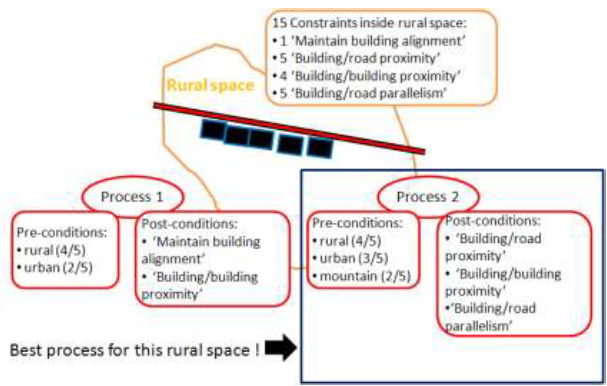 15 Constraints inside rural space:
• 1 ‘Maintain building alignment’
• 5 ‘Building/road proximity’
• 4 ‘Building/building proximity’
• 5 ‘Building/road parallelism’
Rural space
Process 1
Pre-conditions:
• rural (4/5)
• urban (2/5)
Post-conditions:
• ‘Maintain building
alignment’
• ‘Building/building
proximity’
Process 2
Pre-conditions:
• rural (4/5)
• urban (3/5)
• mountain (2/5)
Post-conditions:
• ‘Building/road
proximity’
• ‘Building/building
proximity’
•‘Building/road
parallelism’
Best process for this rural space !